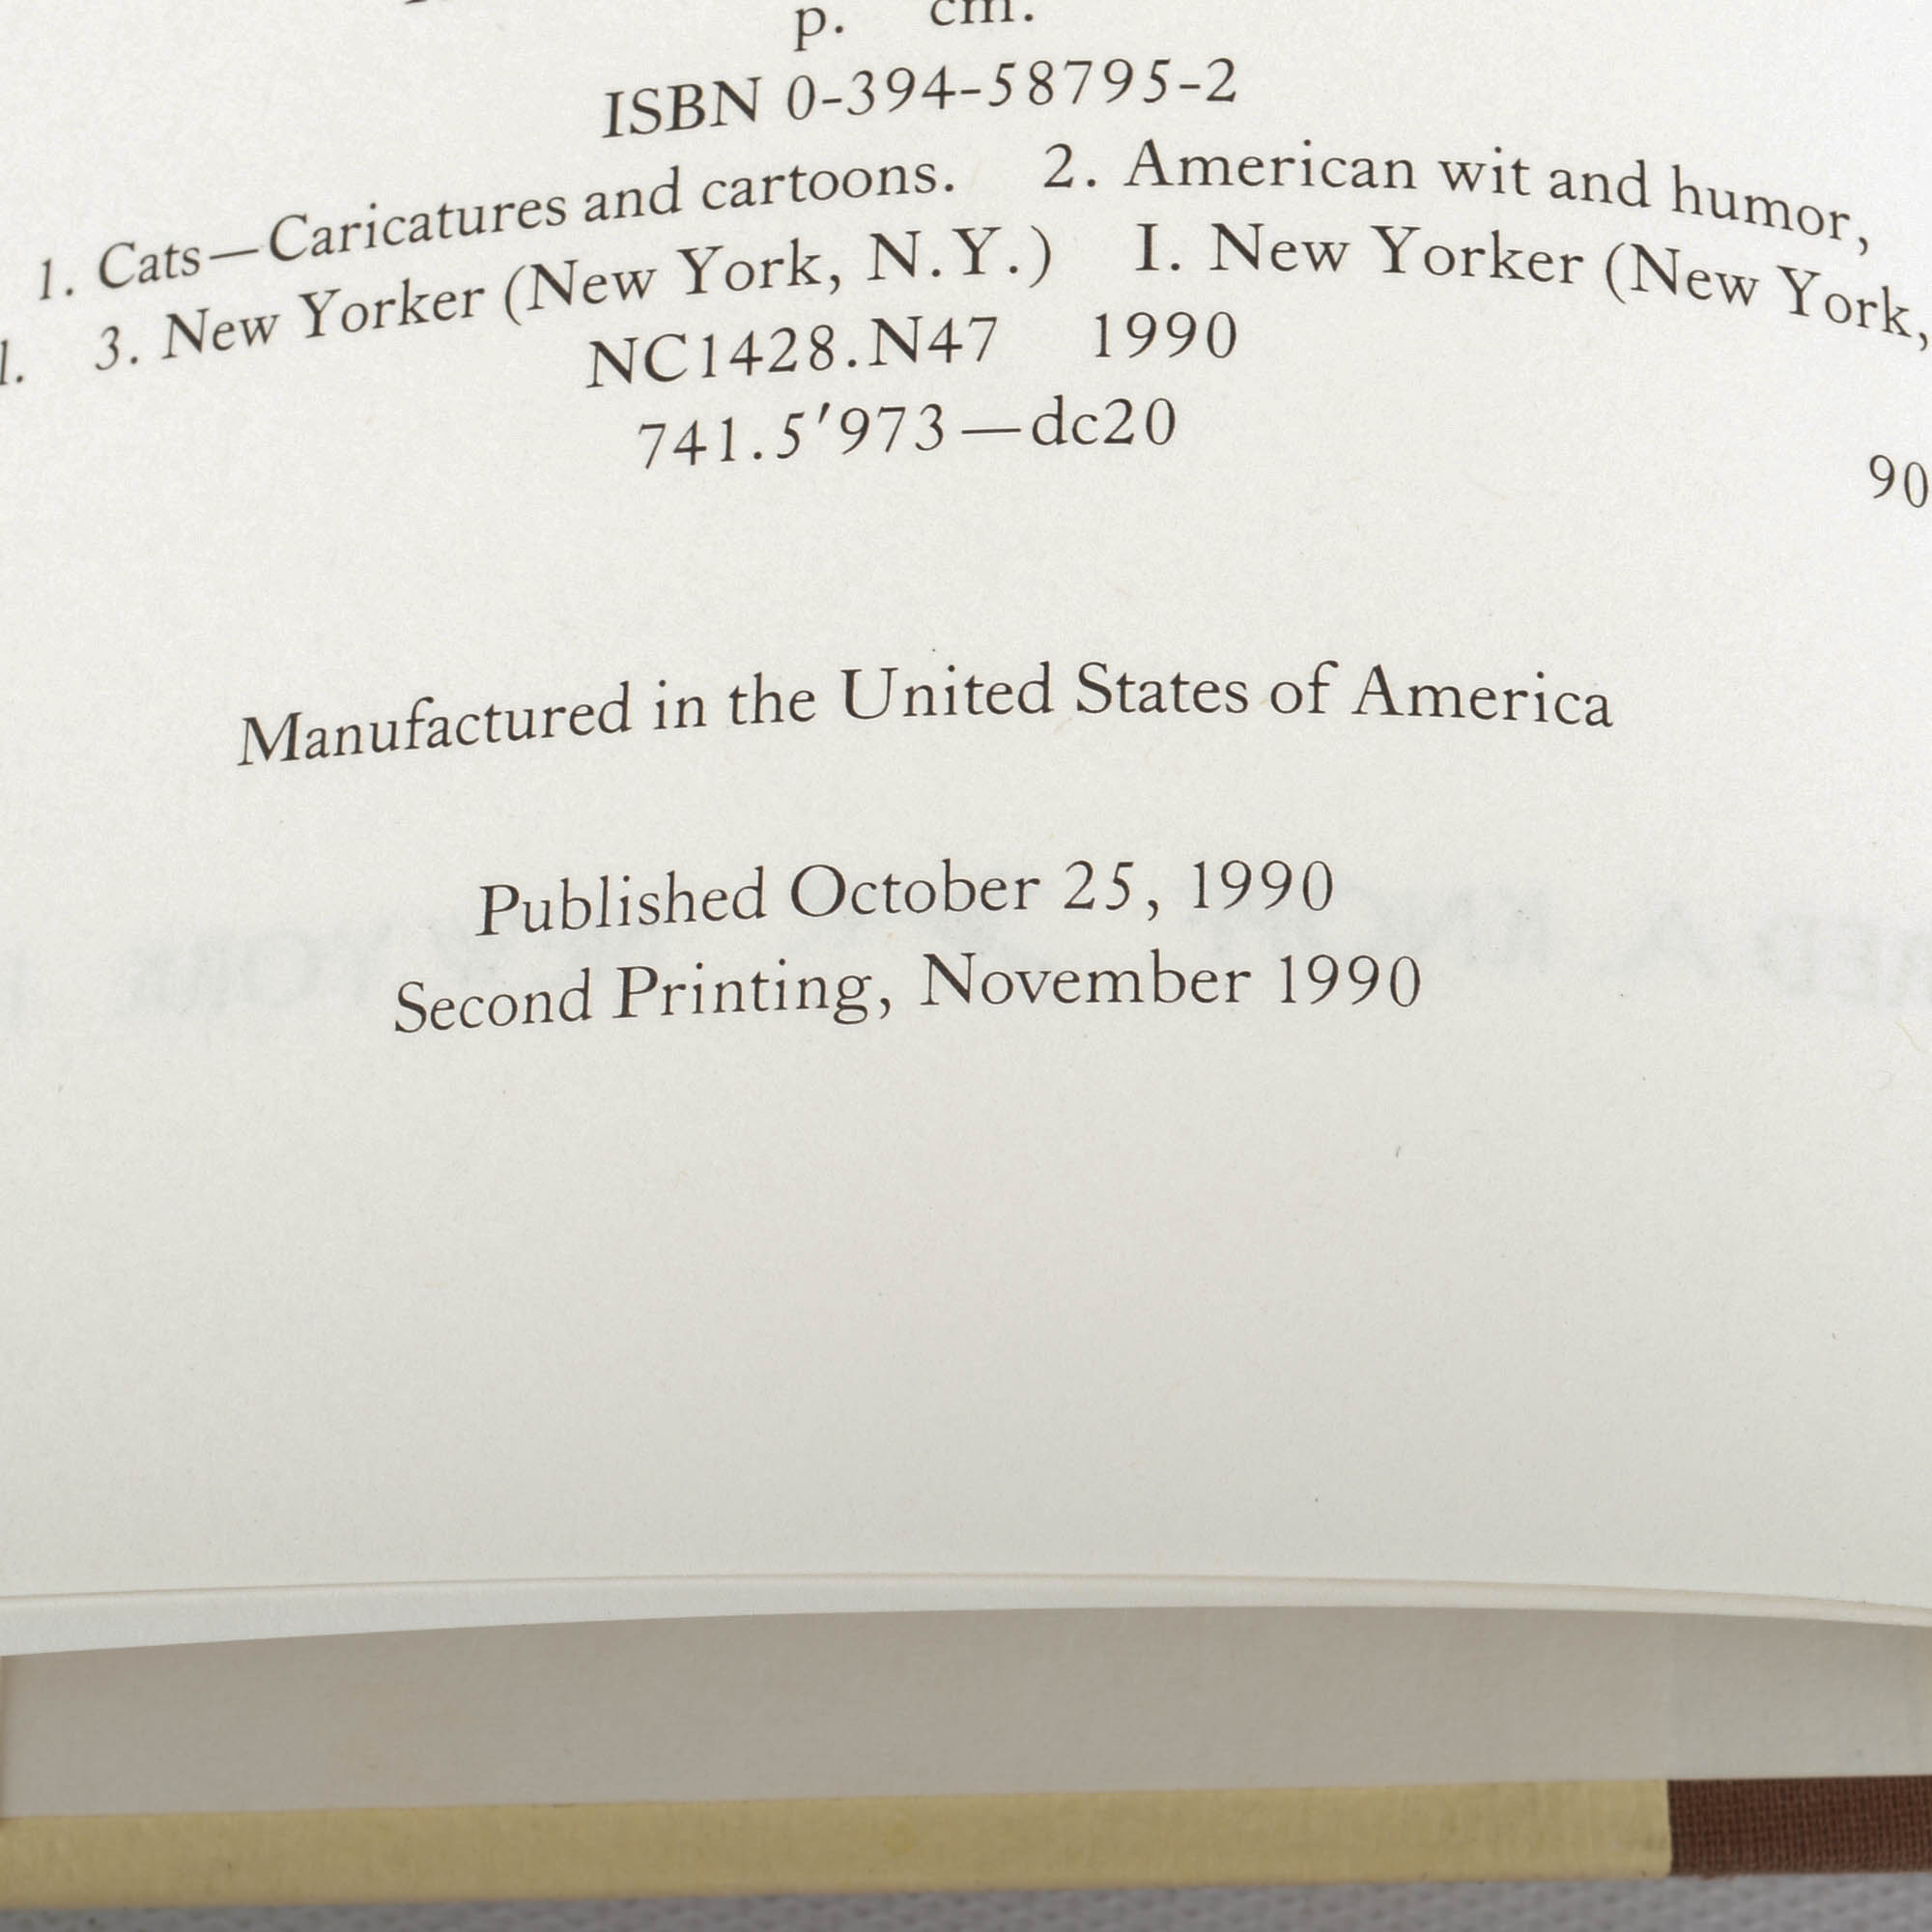 p. cm.
ISBN 0-394-58795-2
1. Cats—Caricatures and cartoons. 2. American wit and humor,
l. 3. New Yorker (New York, N.Y.) I. New Yorker (New York,
NC1428.N47 1990
741.5'973—dc20
90
Manufactured in the United States of America
Published October 25, 1990
Second Printing, November 1990